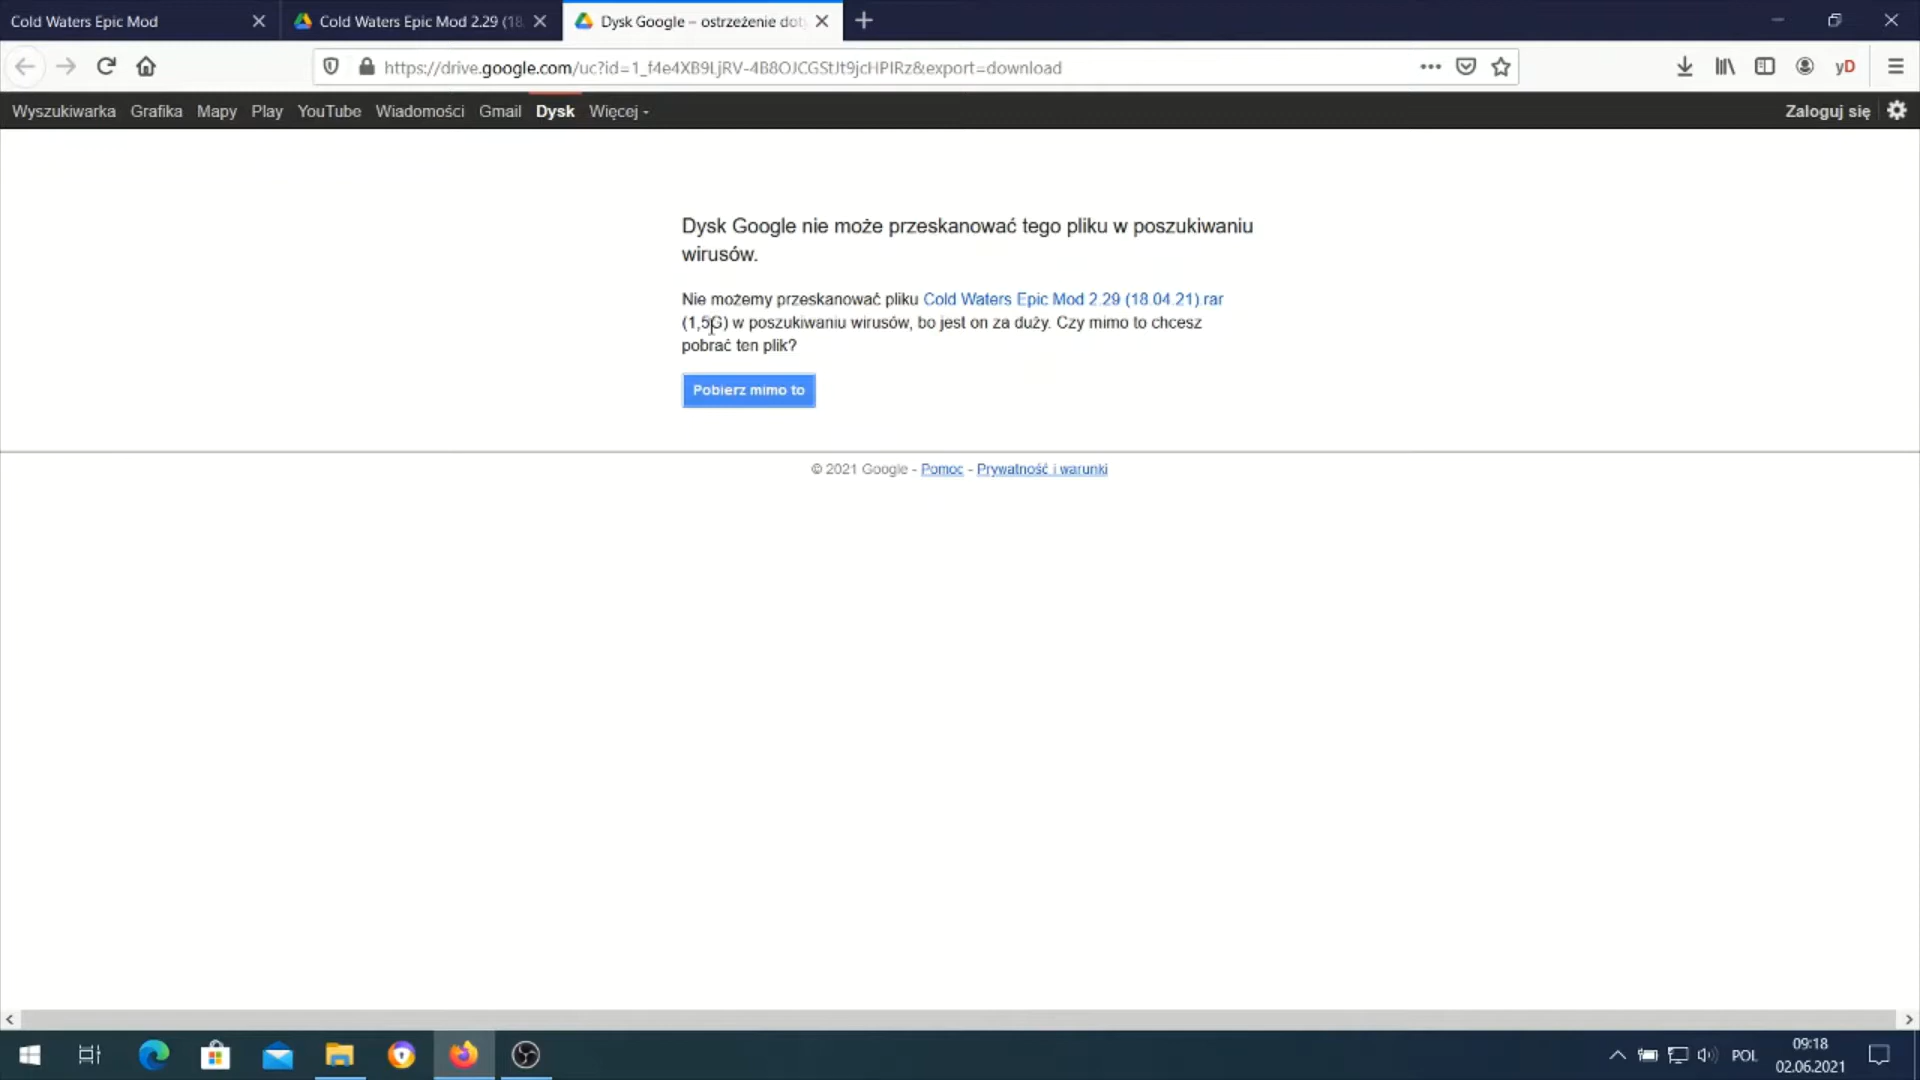 Cold Waters Epic Mod
Cold Waters Epic Mod 2.29 (18
Dysk Google – ostrzeżenie dot
https://drive.google.com/uc?id=1_f4e4XB9LjRV-4B8OJCGStJt9jcHPIRz&export=download
yD
Wyszukiwarka Grafika Mapy Play YouTube Wiadomości Gmail Dysk Więcej
Zaloguj się
Dysk Google nie może przeskanować tego pliku w poszukiwaniu
wirusów.
Nie możemy przeskanować pliku Cold Waters Epic Mod 2.29 (18.04.21).rar
(1,5G) w poszukiwaniu wirusów, bo jest on za duży. Czy mimo to chcesz
pobrać ten plik?
Pobierz mimo to
© 2021 Google - Pomoc - Prywatność i warunki
POL
09:18
02.06.2021